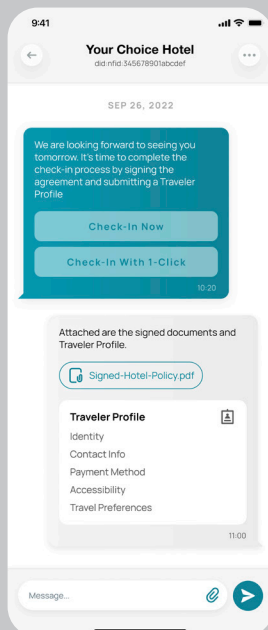 9:41
Your Choice Hotel
did:nfid:345678901abcdef
SEP 26, 2022
We are looking forward to seeing you
tomorrow. It's time to complete the
check-in process by signing the
agreement and submitting a Traveler
Profile
Check-In Now
Check-In With 1-Click
10:20
Attached are the signed documents and
Traveler Profile.
Signed-Hotel-Policy.pdf
Traveler Profile
Identity
Contact Info
Payment Method
Accessibility
Travel Preferences
11:00
Message...